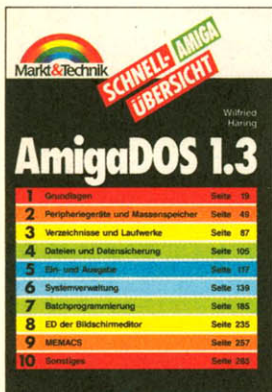 Markt&Technik
SCHNELL-
AMIGA
ÜBERSICHT
Wilfried
Häring
AmigaDOS 1.3
1 Grundlagen Seite 19
2 Peripheriegeräte und Massenspeicher Seite 49
3 Verzeichnisse und Laufwerke Seite 87
4 Dateien und Datensicherung Seite 105
5 Ein- und Ausgabe Seite 117
6 Systemverwaltung Seite 139
7 Batchprogrammierung Seite 185
8 ED der Bildschirmeditor Seite 235
9 MEMACS Seite 257
10 Sonstiges Seite 285